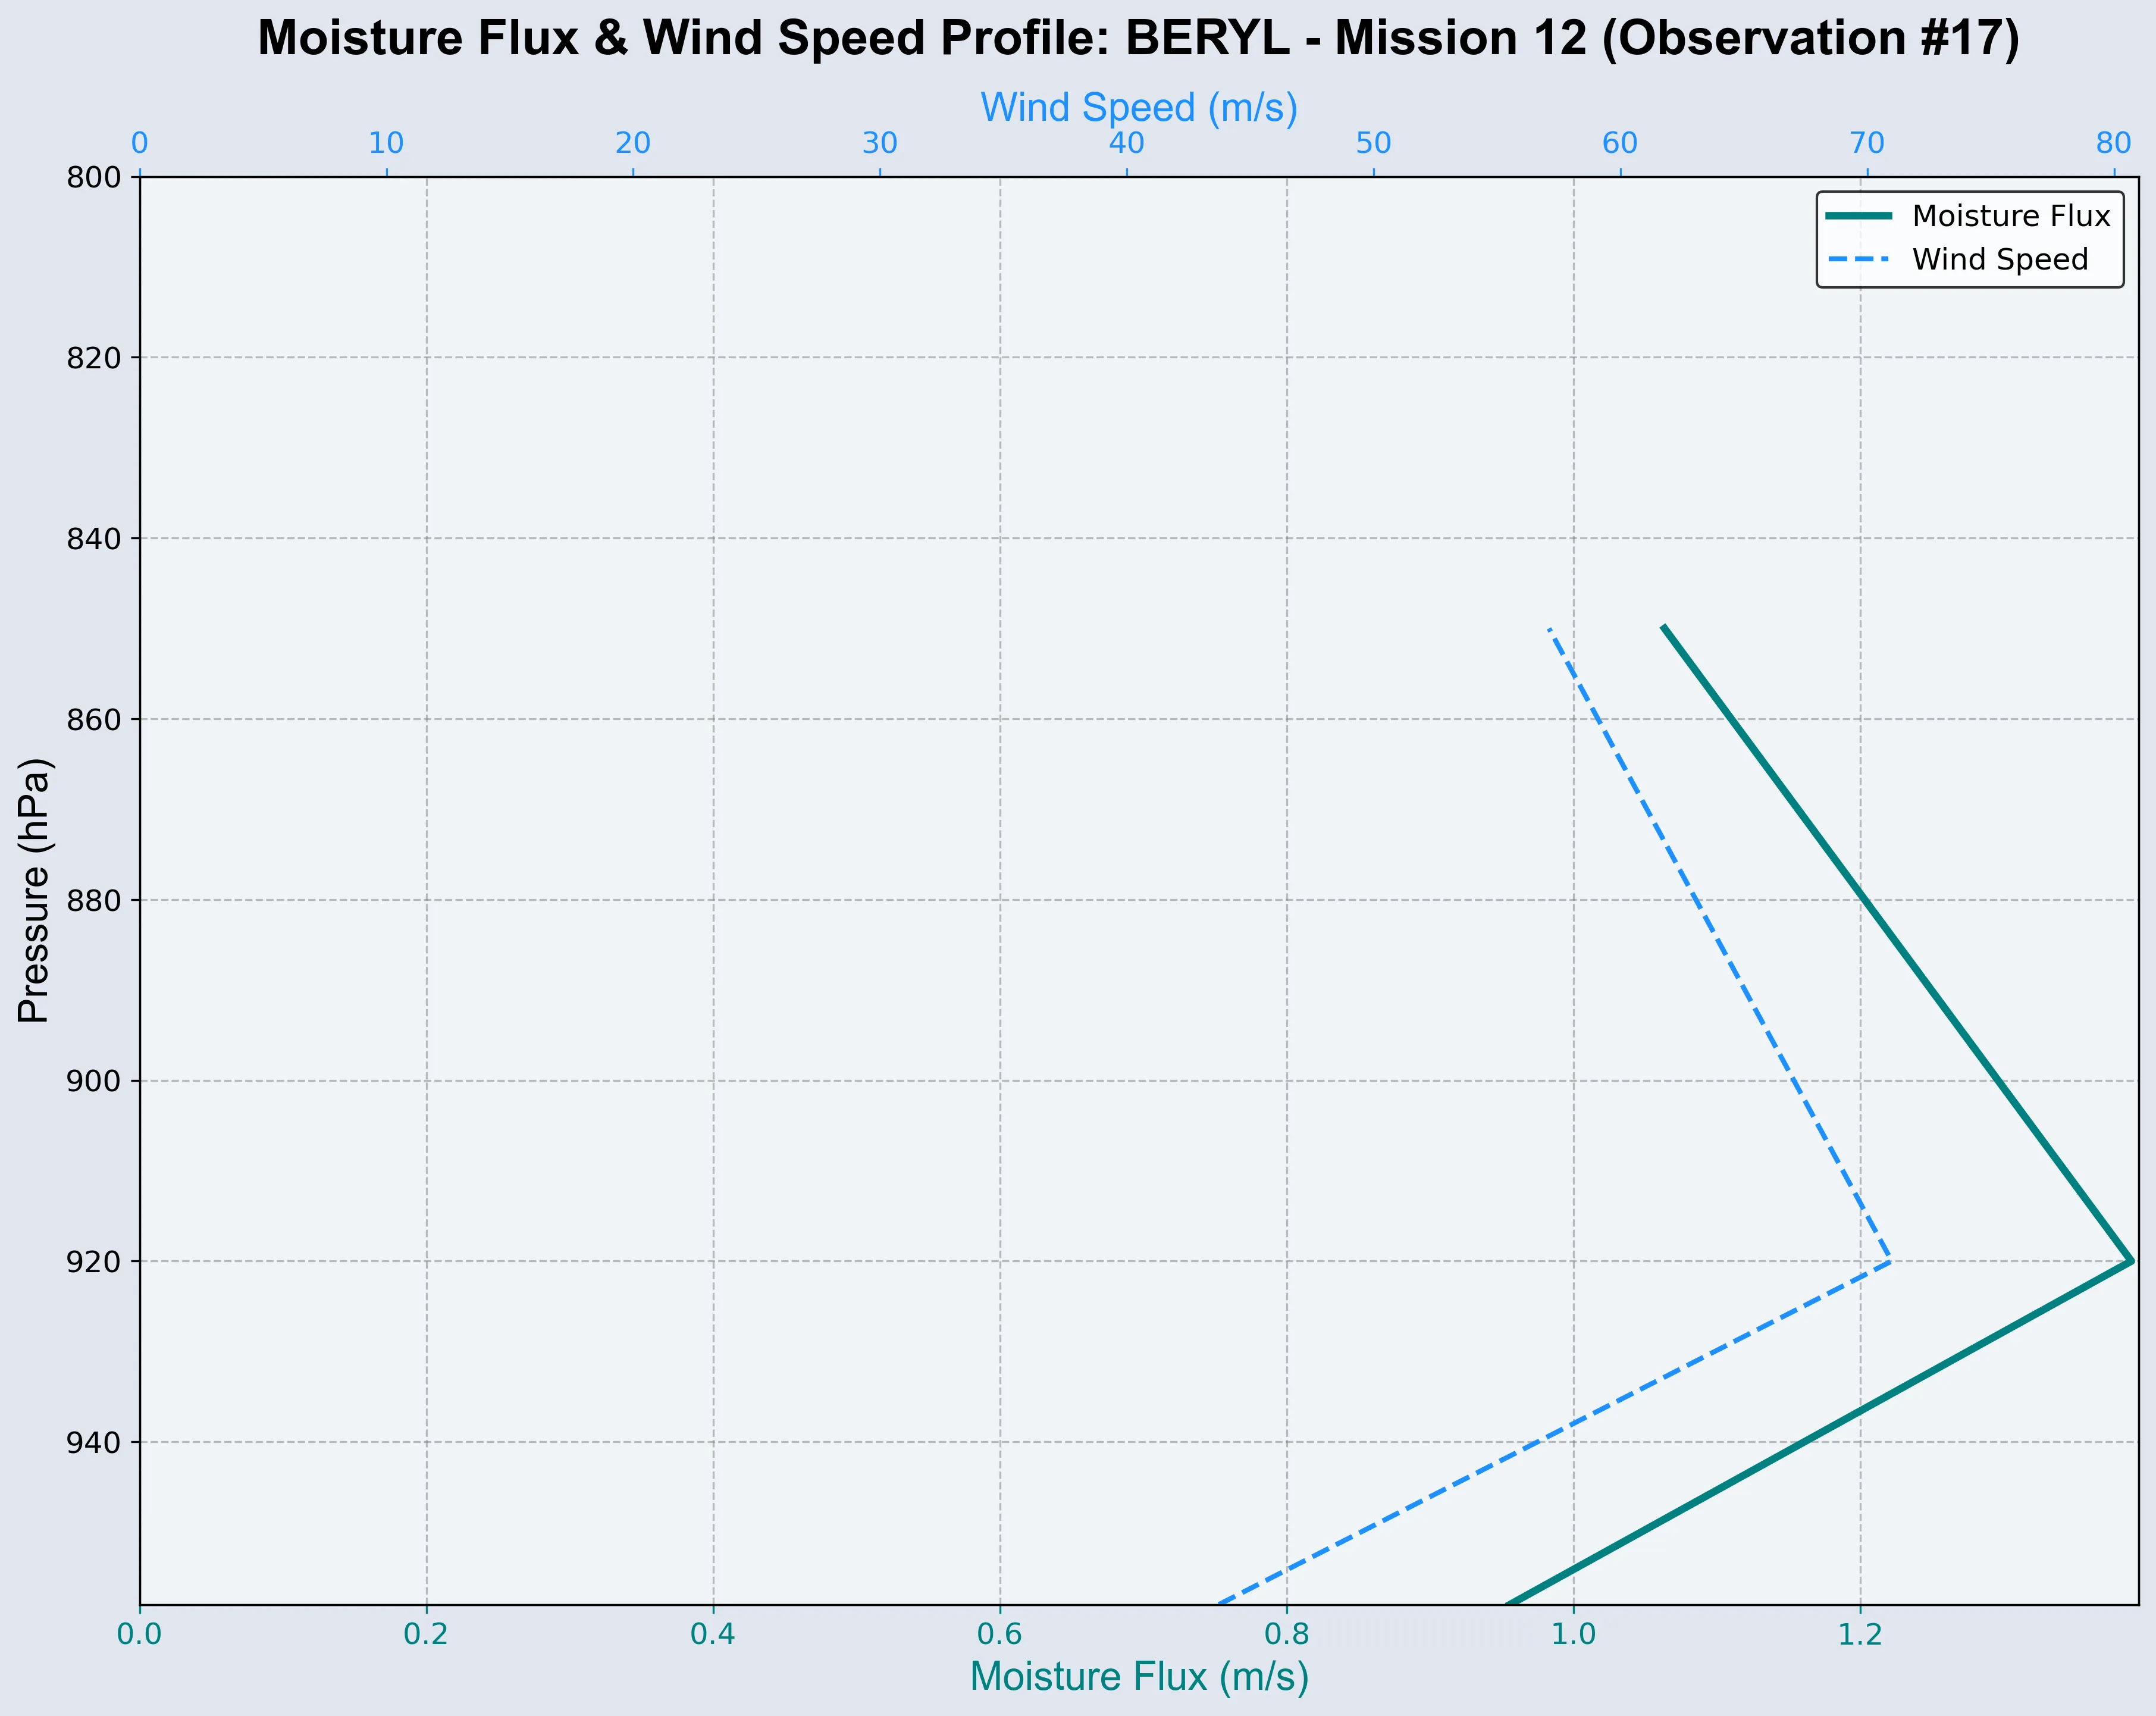 Moisture Flux & Wind Speed Profile: BERYL - Mission 12 (Observation #17)
Wind Speed (m/s)
0 10 20 30 40 50 60 70 80
800
820
840
860
880
900
920
940
Pressure (hPa)
Moisture Flux
Wind Speed
0.0 0.2 0.4 0.6 0.8 1.0 1.2
Moisture Flux (m/s)